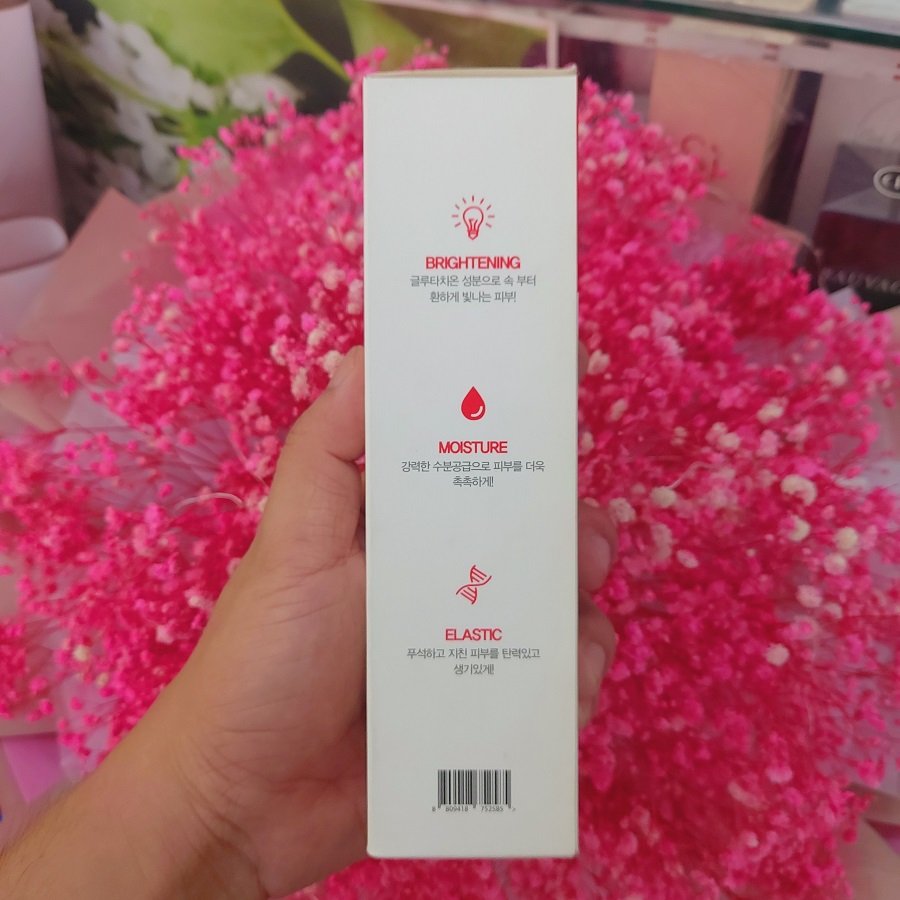 BRIGHTENING
글루타치온 성분으로 속 부터
환하게 빛나는 피부!
MOISTURE
강력한 수분공급으로 피부를 더욱
촉촉하게!
ELASTIC
푸석하고 지친 피부를 탄력있고
생기있게!
8 809418 752585 >